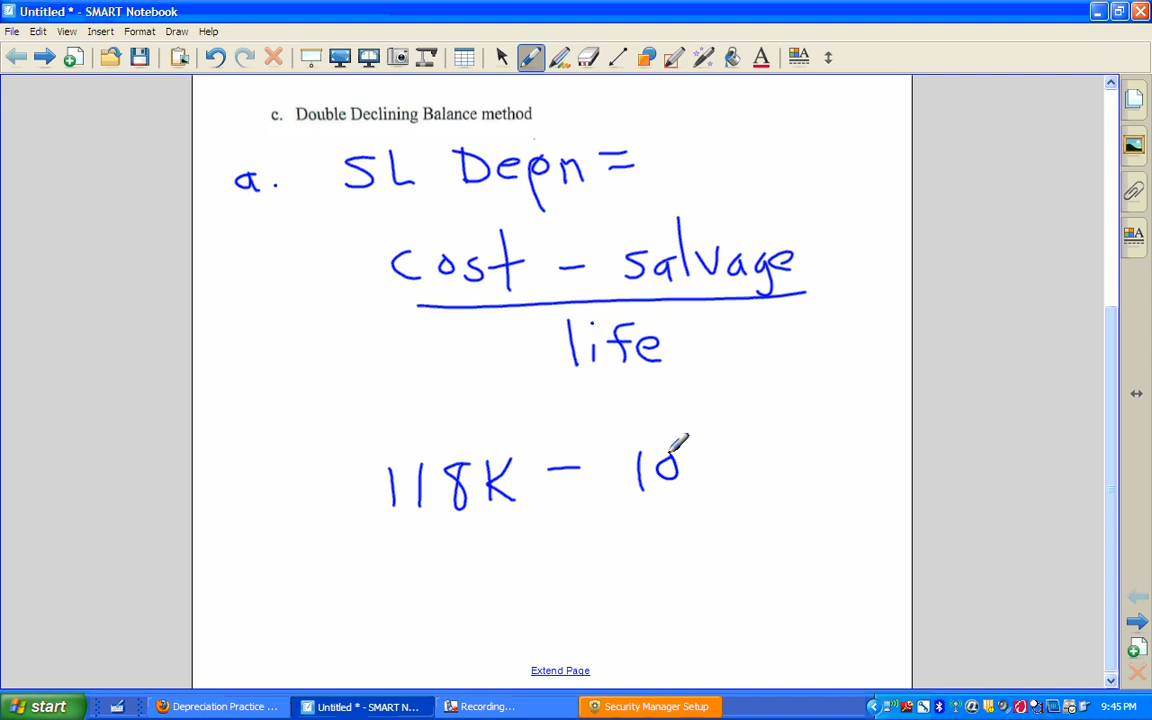 Untitled * - SMART Notebook
File Edit View Insert Format Draw Help
c. Double Declining Balance method
a. SL Depn =
cost - salvage
life
118K - 10
Extend Page
start Depreciation Practice ... Untitled * - SMART N... Recording... Security Manager Setup 9:45 PM